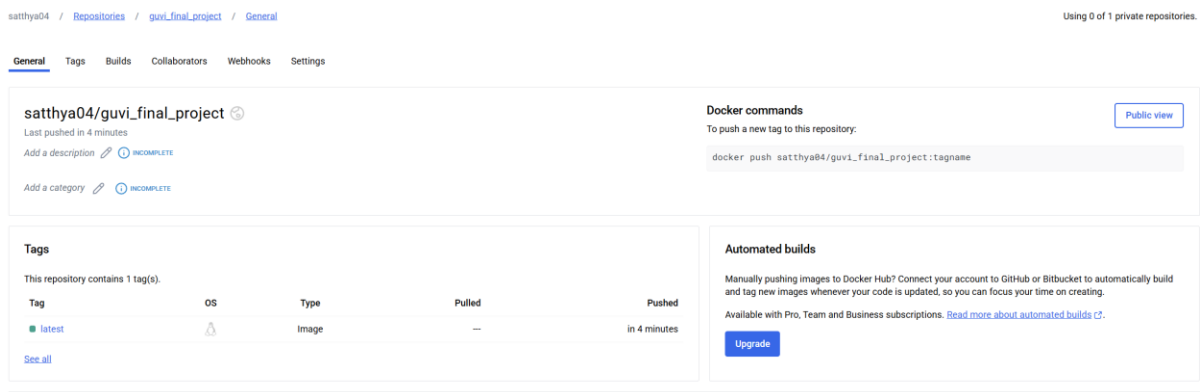 satthya04 / Repositories / guvi_final_project / General
Using 0 of 1 private repositories.
General Tags Builds Collaborators Webhooks Settings
satthya04/guvi_final_project
Last pushed in 4 minutes
Add a description INCOMPLETE
Add a category INCOMPLETE
Docker commands
To push a new tag to this repository:
Public view
docker push satthya04/guvi_final_project:tagname
Tags
This repository contains 1 tag(s).
Tag OS Type Pulled Pushed
latest Image --- in 4 minutes
See all
Automated builds
Manually pushing images to Docker Hub? Connect your account to GitHub or Bitbucket to automatically build
and tag new images whenever your code is updated, so you can focus your time on creating.
Available with Pro, Team and Business subscriptions. Read more about automated builds.
Upgrade